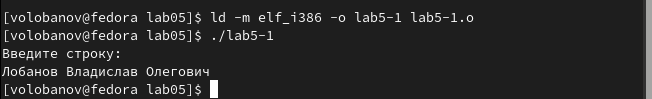 [volobanov@fedora lab05]$ ld -m elf_i386 -o lab5-1 lab5-1.o
[volobanov@fedora lab05]$ ./lab5-1
Введите строку:
Лобанов Владислав Олегович
[volobanov@fedora lab05]$